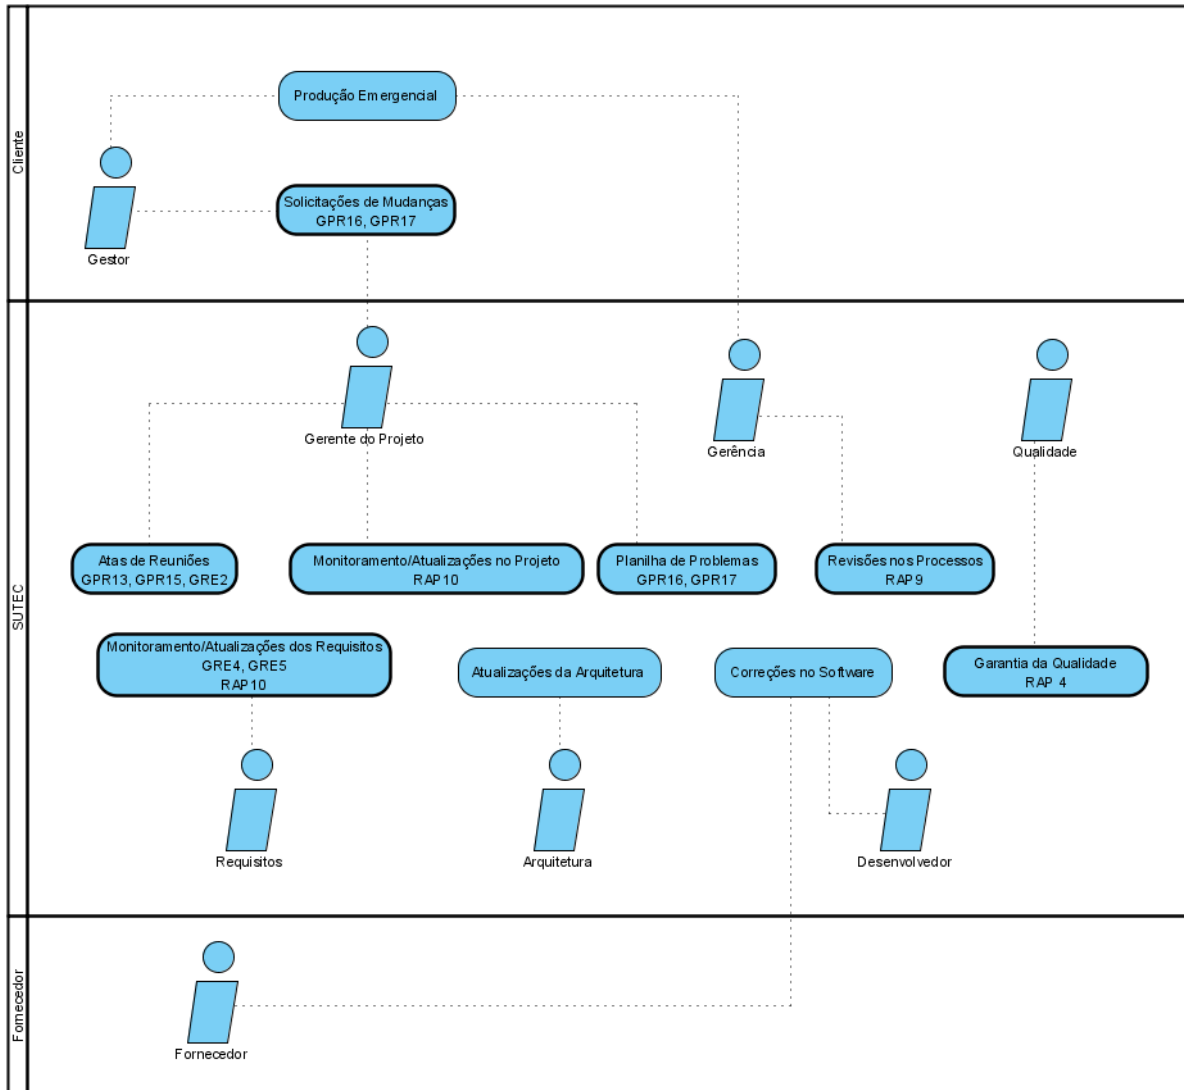 Cliente
Produção Emergencial
Solicitações de Mudanças
GPR16, GPR17
Gestor
SUTEC
Gerente do Projeto
Gerência
Qualidade
Atas de Reuniões
GPR13, GPR15, GRE2
Monitoramento/Atualizações no Projeto
RAP10
Planilha de Problemas
GPR16, GPR17
Revisões nos Processos
RAP9
Monitoramento/Atualizações dos Requisitos
GRE4, GRE5
RAP10
Atualizações da Arquitetura
Correções no Software
Garantia da Qualidade
RAP 4
Requisitos
Arquitetura
Desenvolvedor
Fornecedor
Fornecedor